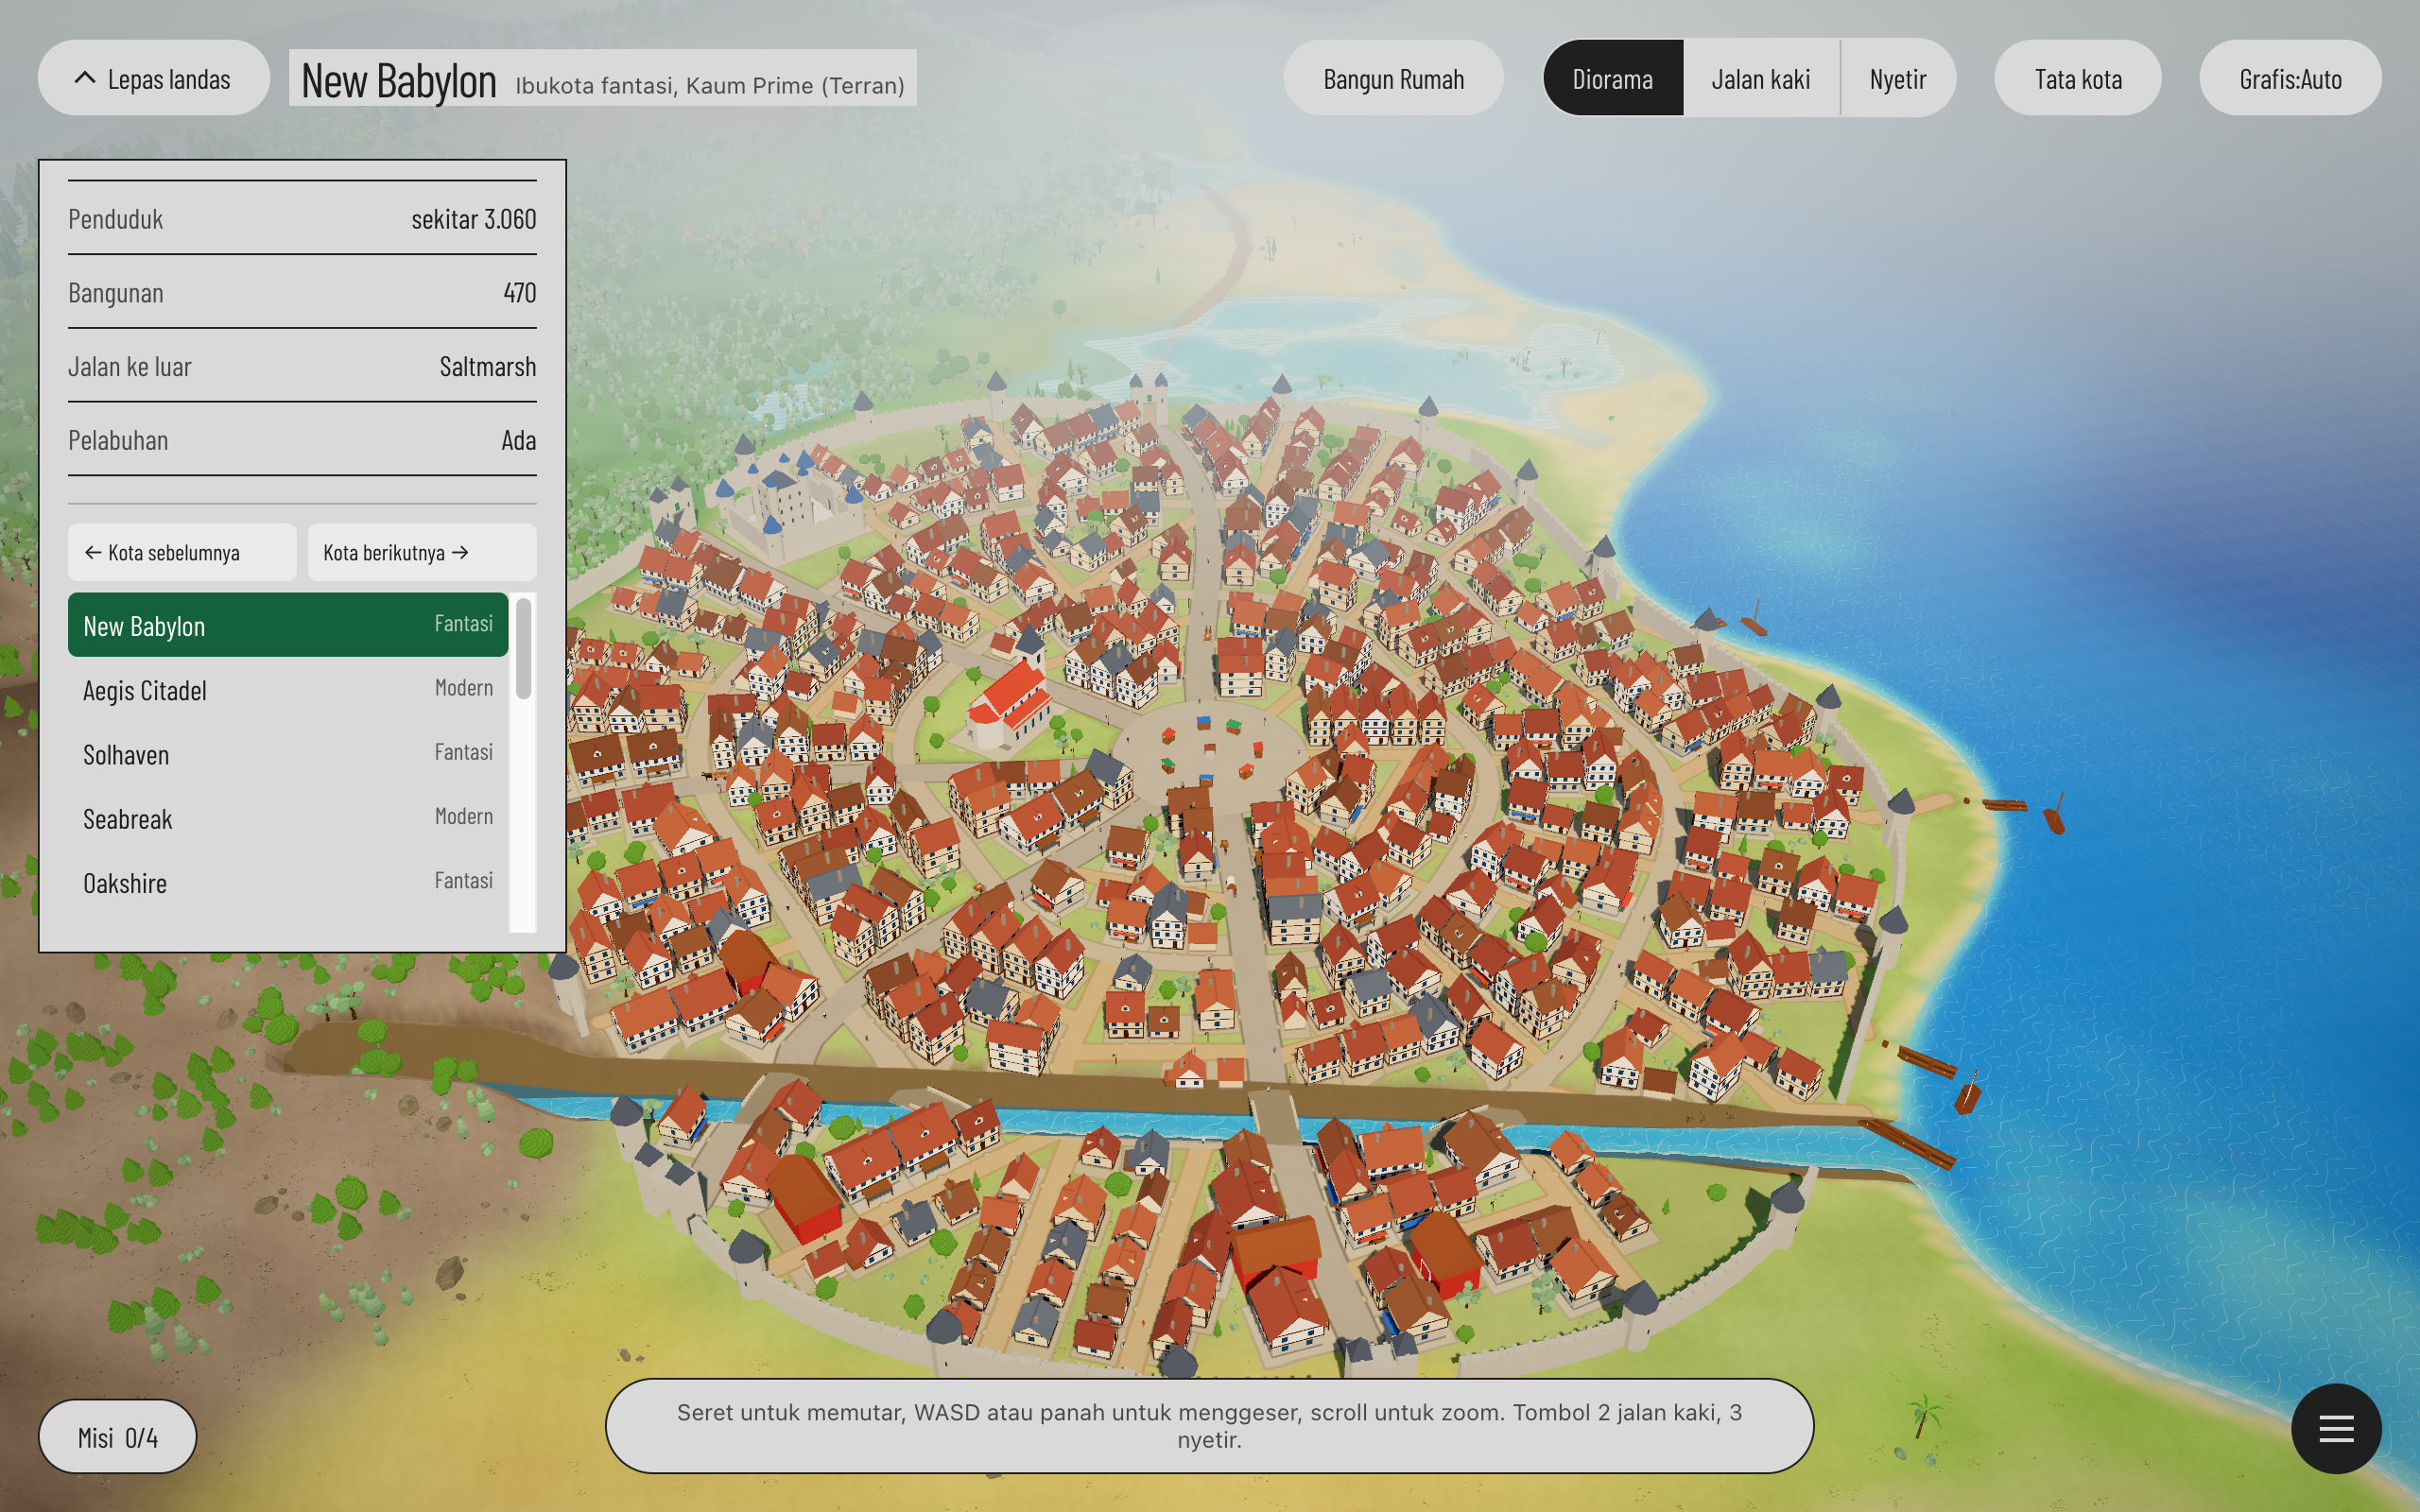 Lepas landas
New Babylon Ibukota fantasi, Kaum Prime (Terran)
Bangun Rumah
Diorama
Jalan kaki
Nyetir
Tata kota
Grafis:Auto
Penduduk sekitar 3.060
Bangunan 470
Jalan ke luar Saltmarsh
Pelabuhan Ada
← Kota sebelumnya
Kota berikutnya →
New Babylon Fantasi
Aegis Citadel Modern
Solhaven Fantasi
Seabreak Modern
Oakshire Fantasi
Misi 0/4
Seret untuk memutar, WASD atau panah untuk menggeser, scroll untuk zoom. Tombol 2 jalan kaki, 3
nyetir.